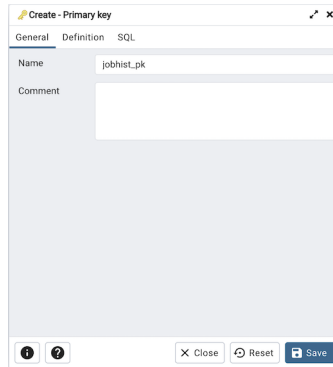 Create - Primary key
General Definition SQL
Name jobhist_pk
Comment
Close Reset Save